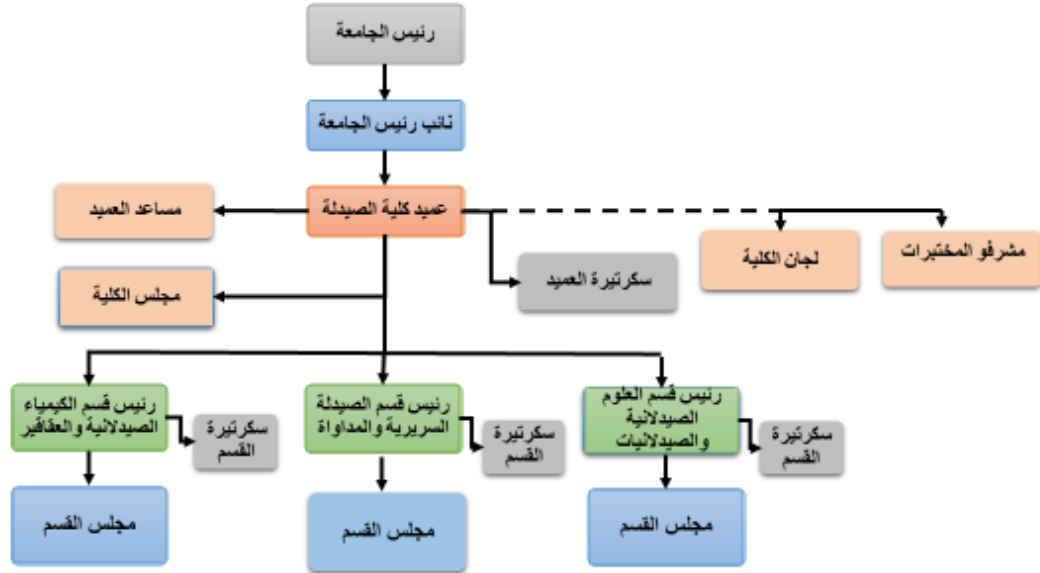 رئيس الجامعة
نائب رئيس الجامعة
عميد كلية الصيدلة
مساعد العميد
مشرفو المختبرات
لجان الكلية
سكرتيرة العميد
مجلس الكلية
رئيس قسم العلوم
الصيدلانية
والصيدلانيات
سكرتيرة
القسم
رئيس قسم الصيدلة
السريرية والمداواة
سكرتيرة
القسم
رئيس قسم الكيمياء
الصيدلانية والعقاقير
سكرتيرة
القسم
مجلس القسم
مجلس القسم
مجلس القسم